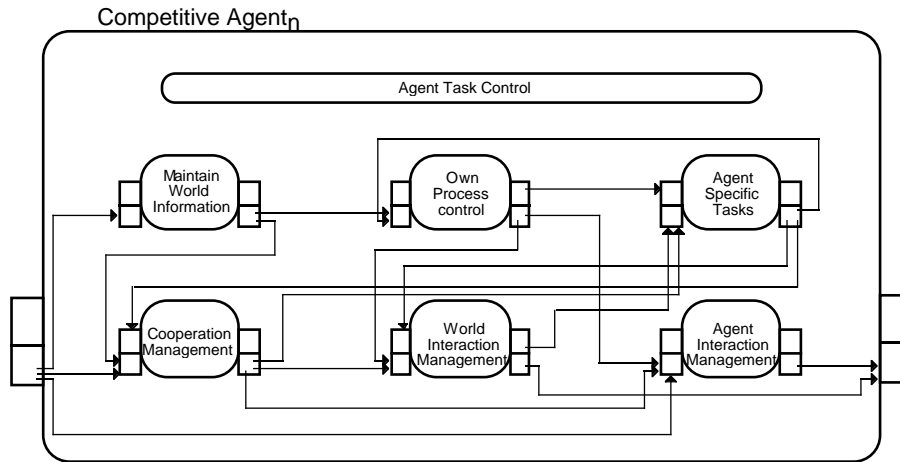 Competitive Agentn
Agent Task Control
Maintain
World
Information
Own
Process
control
Agent
Specific
Tasks
Cooperation
Management
World
Interaction
Management
Agent
Interaction
Management